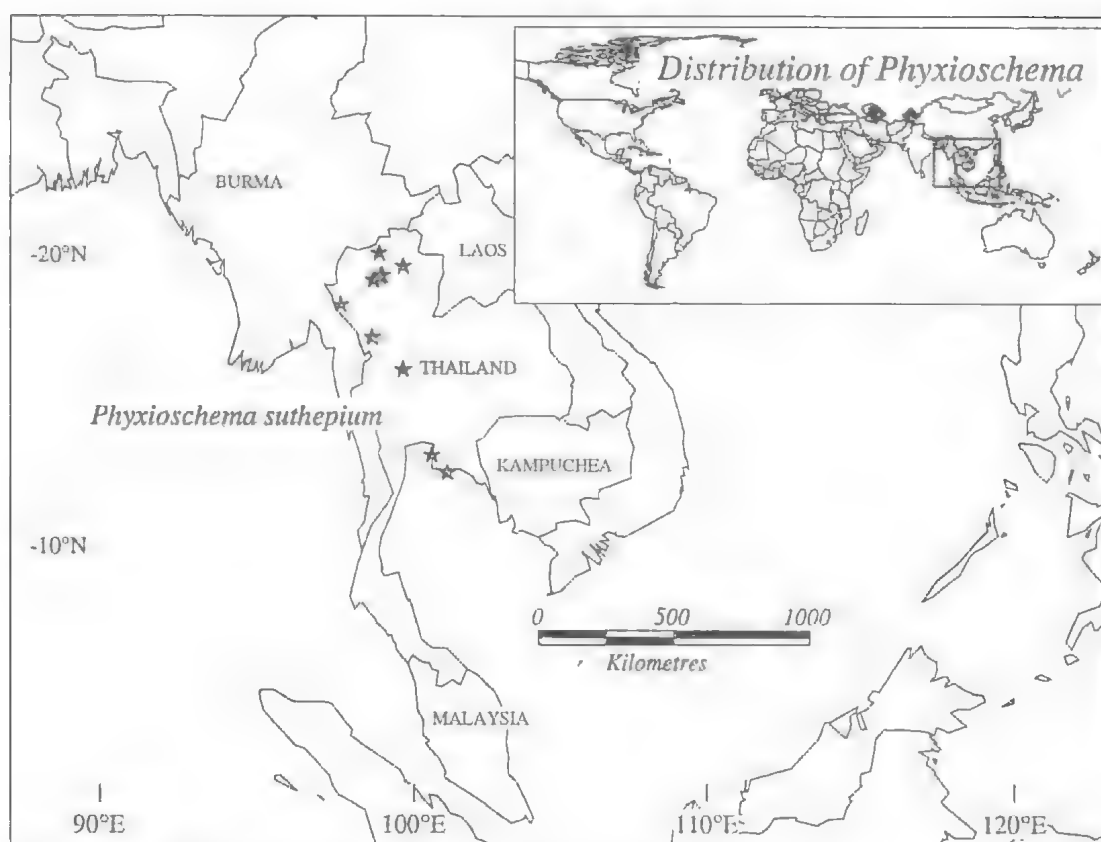 Distribution of Phyxioschema
BURMA
-20°N
LAOS
THAILAND
Phyxioschema suthepium
KAMPUCHEA
-10°N
0 500 1000
Kilometres
MALAYSIA
90°E 100°E 110°E 120°E